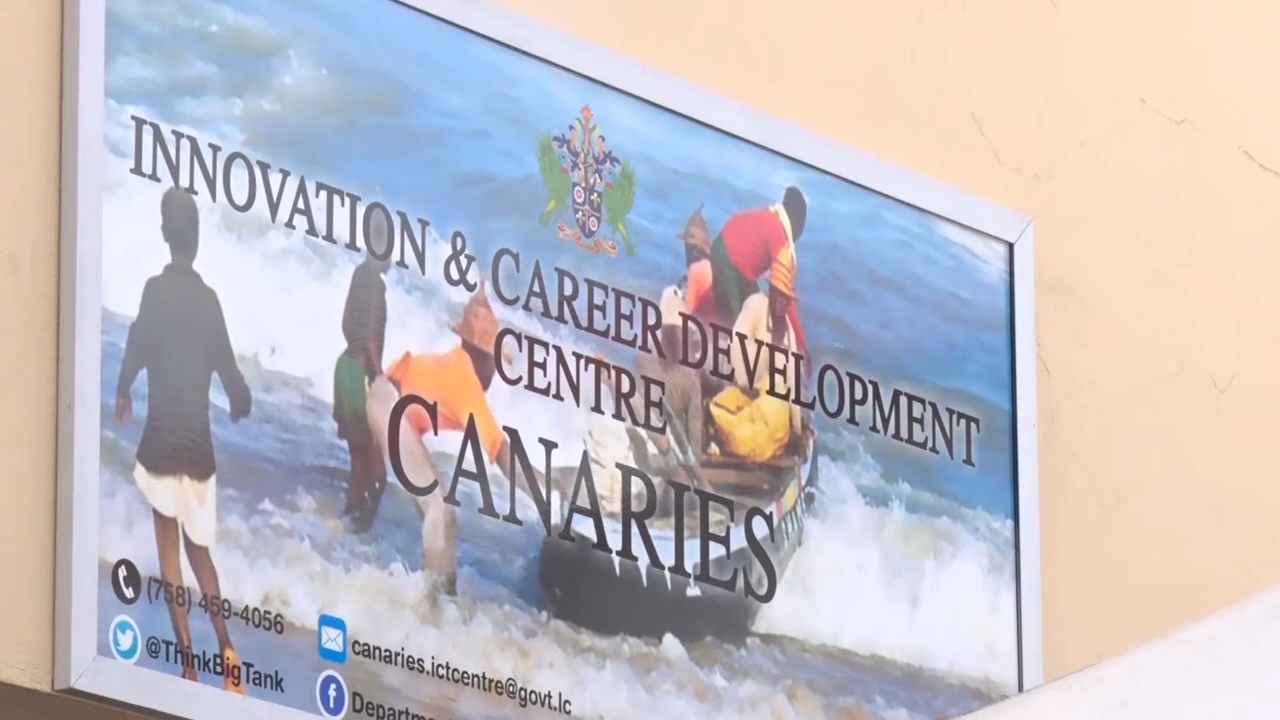 INNOVATION & CAREER DEVELOPMENT
CENTRE
CANARIES
(758) 459-4056
@ThinkBigTank
canaries.ictcentre@govt.lc